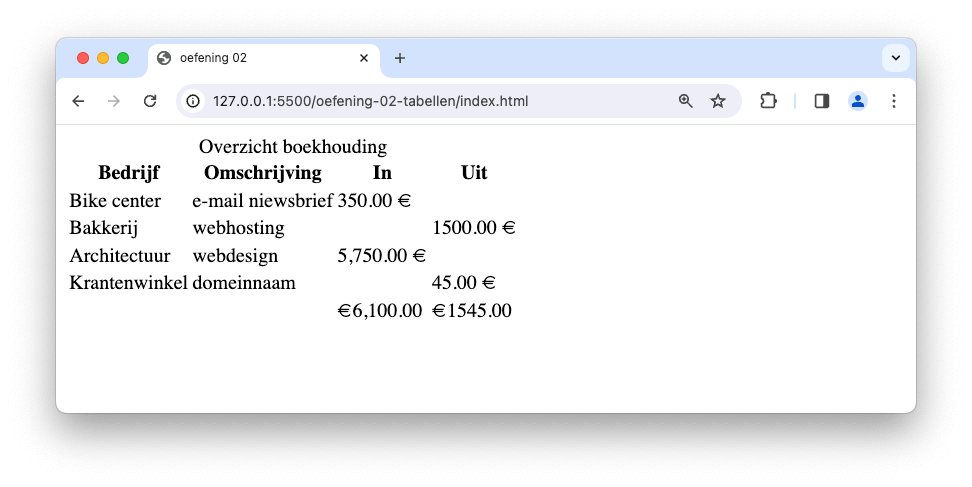 oefening 02
127.0.0.1:5500/oefening-02-tabellen/index.html
Overzicht boekhouding
Bedrijf Omschrijving In Uit
Bike center e-mail niewsbrief 350.00 €
Bakkerij webhosting 1500.00 €
Architectuur webdesign 5,750.00 €
Krantenwinkel domeinnaam 45.00 €
€6,100.00 €1545.00